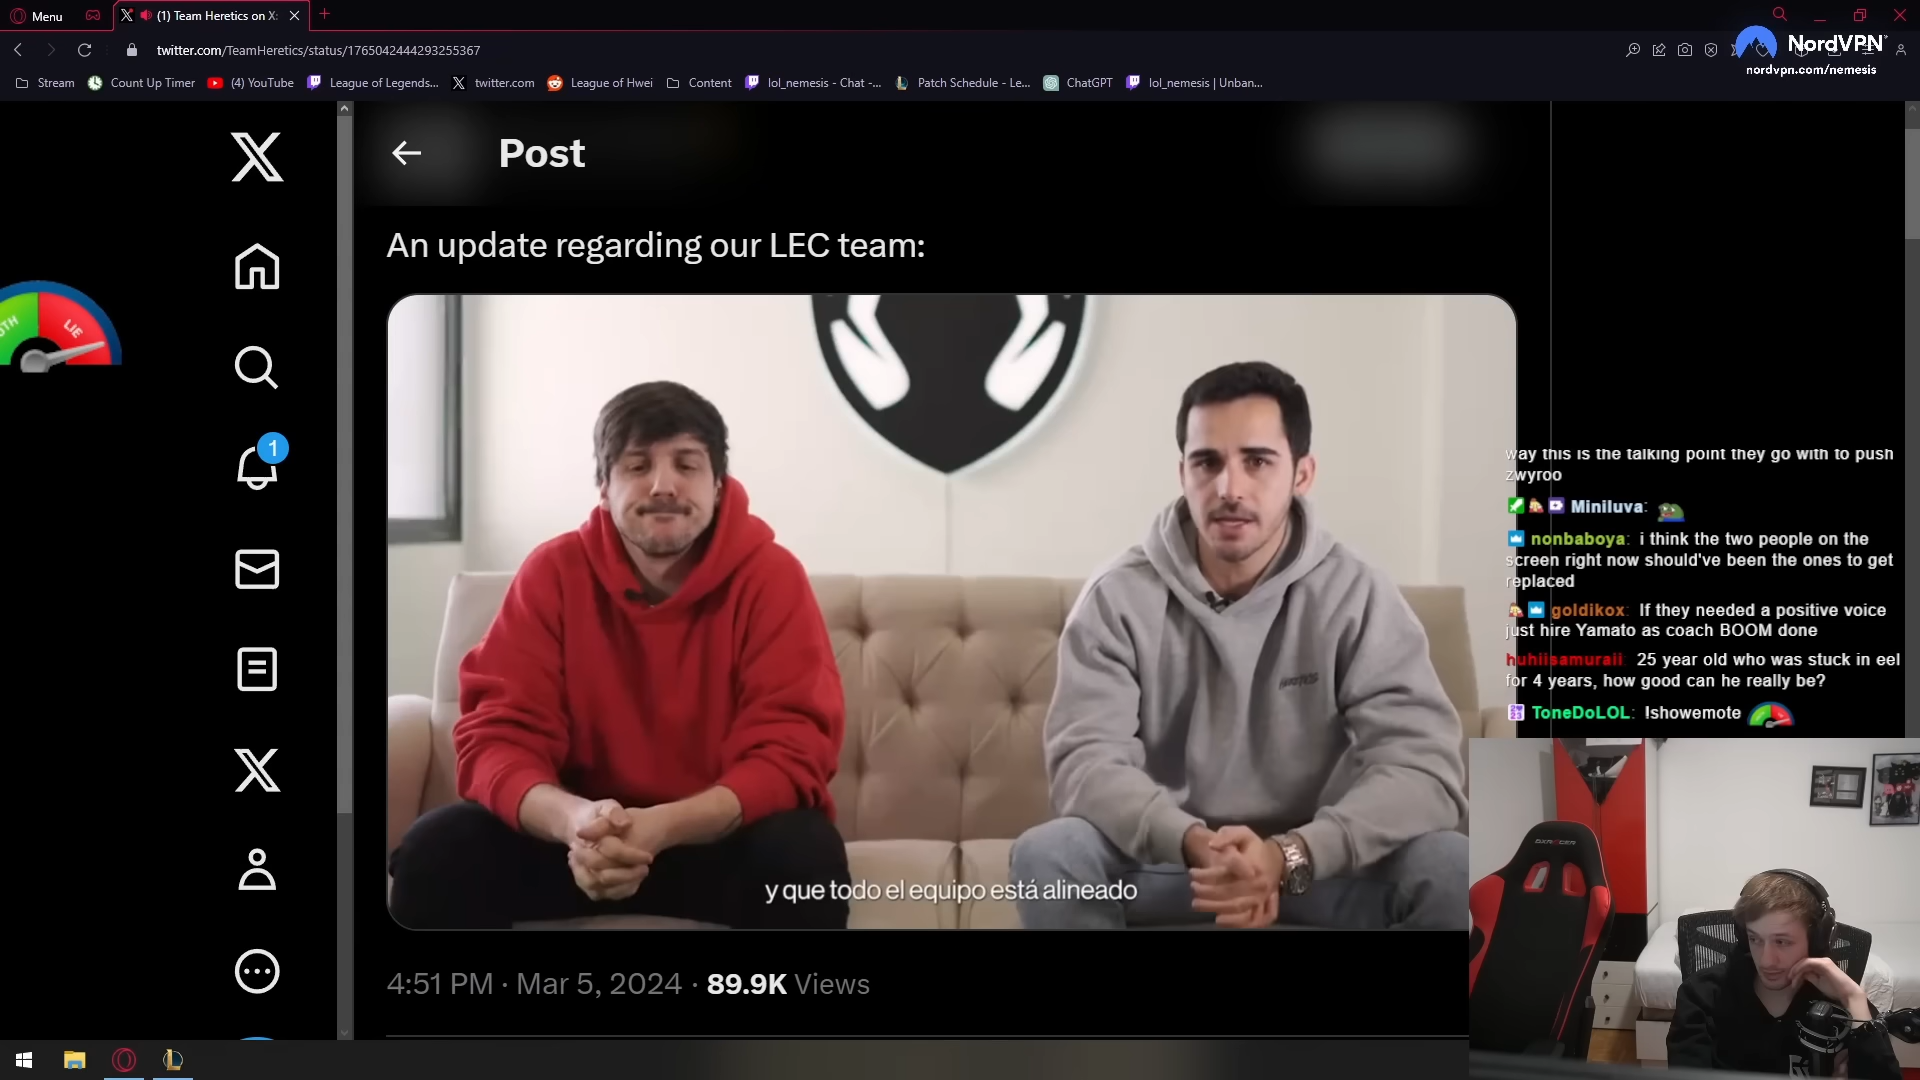 Menu
(1) Team Heretics on X:
twitter.com/TeamHeretics/status/1765042444293255367
NordVPN
nordvpn.com/nemesis
Stream
Count Up Timer
(4) YouTube
League of Legends...
twitter.com
League of Hwei
Content
lol_nemesis - Chat -...
Patch Schedule - Le...
ChatGPT
lol_nemesis | Unban...
Post
An update regarding our LEC team:
LIE
1
y que todo el equipo está alineado
4:51 PM · Mar 5, 2024 · 89.9K Views
way this is the talking point they go with to push
zwyroo
Miniluva:
nonbaboya: i think the two people on the
screen right now should've been the ones to get
replaced
goldikox: If they needed a positive voice
just hire Yamato as coach BOOM done
huhiisamuraii: 25 year old who was stuck in eel
for 4 years, how good can he really be?
ToneDoLOL: !showemote